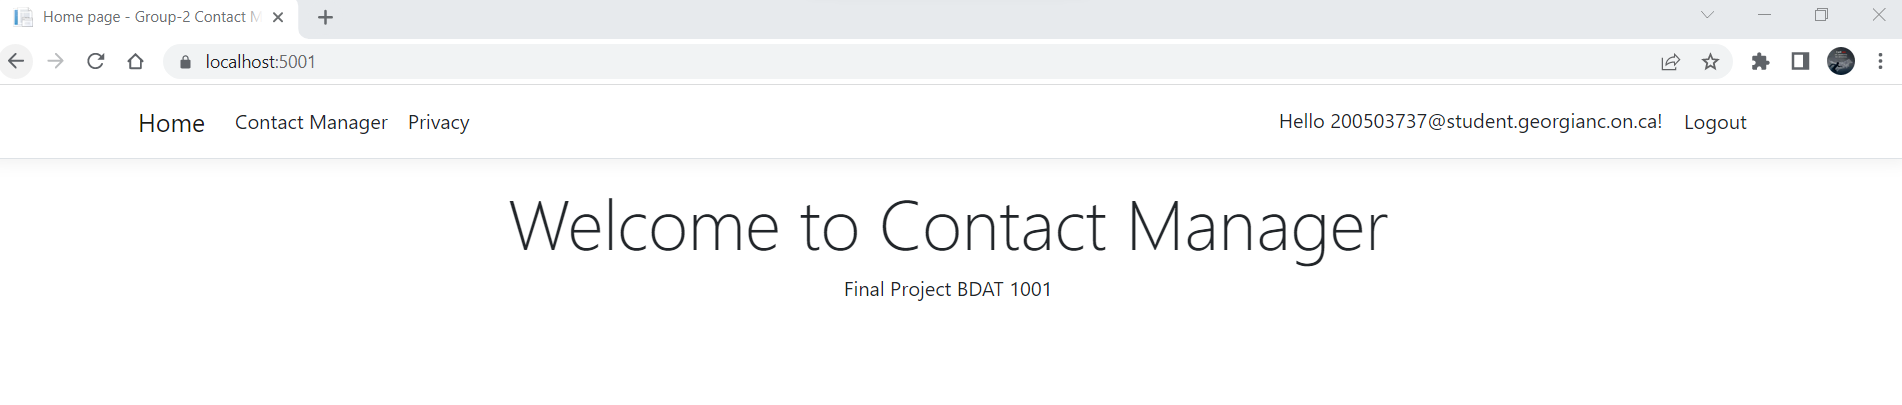 Home page - Group-2 Contact M
localhost:5001
Home Contact Manager Privacy Hello 200503737@student.georgianc.on.ca! Logout
Welcome to Contact Manager
Final Project BDAT 1001